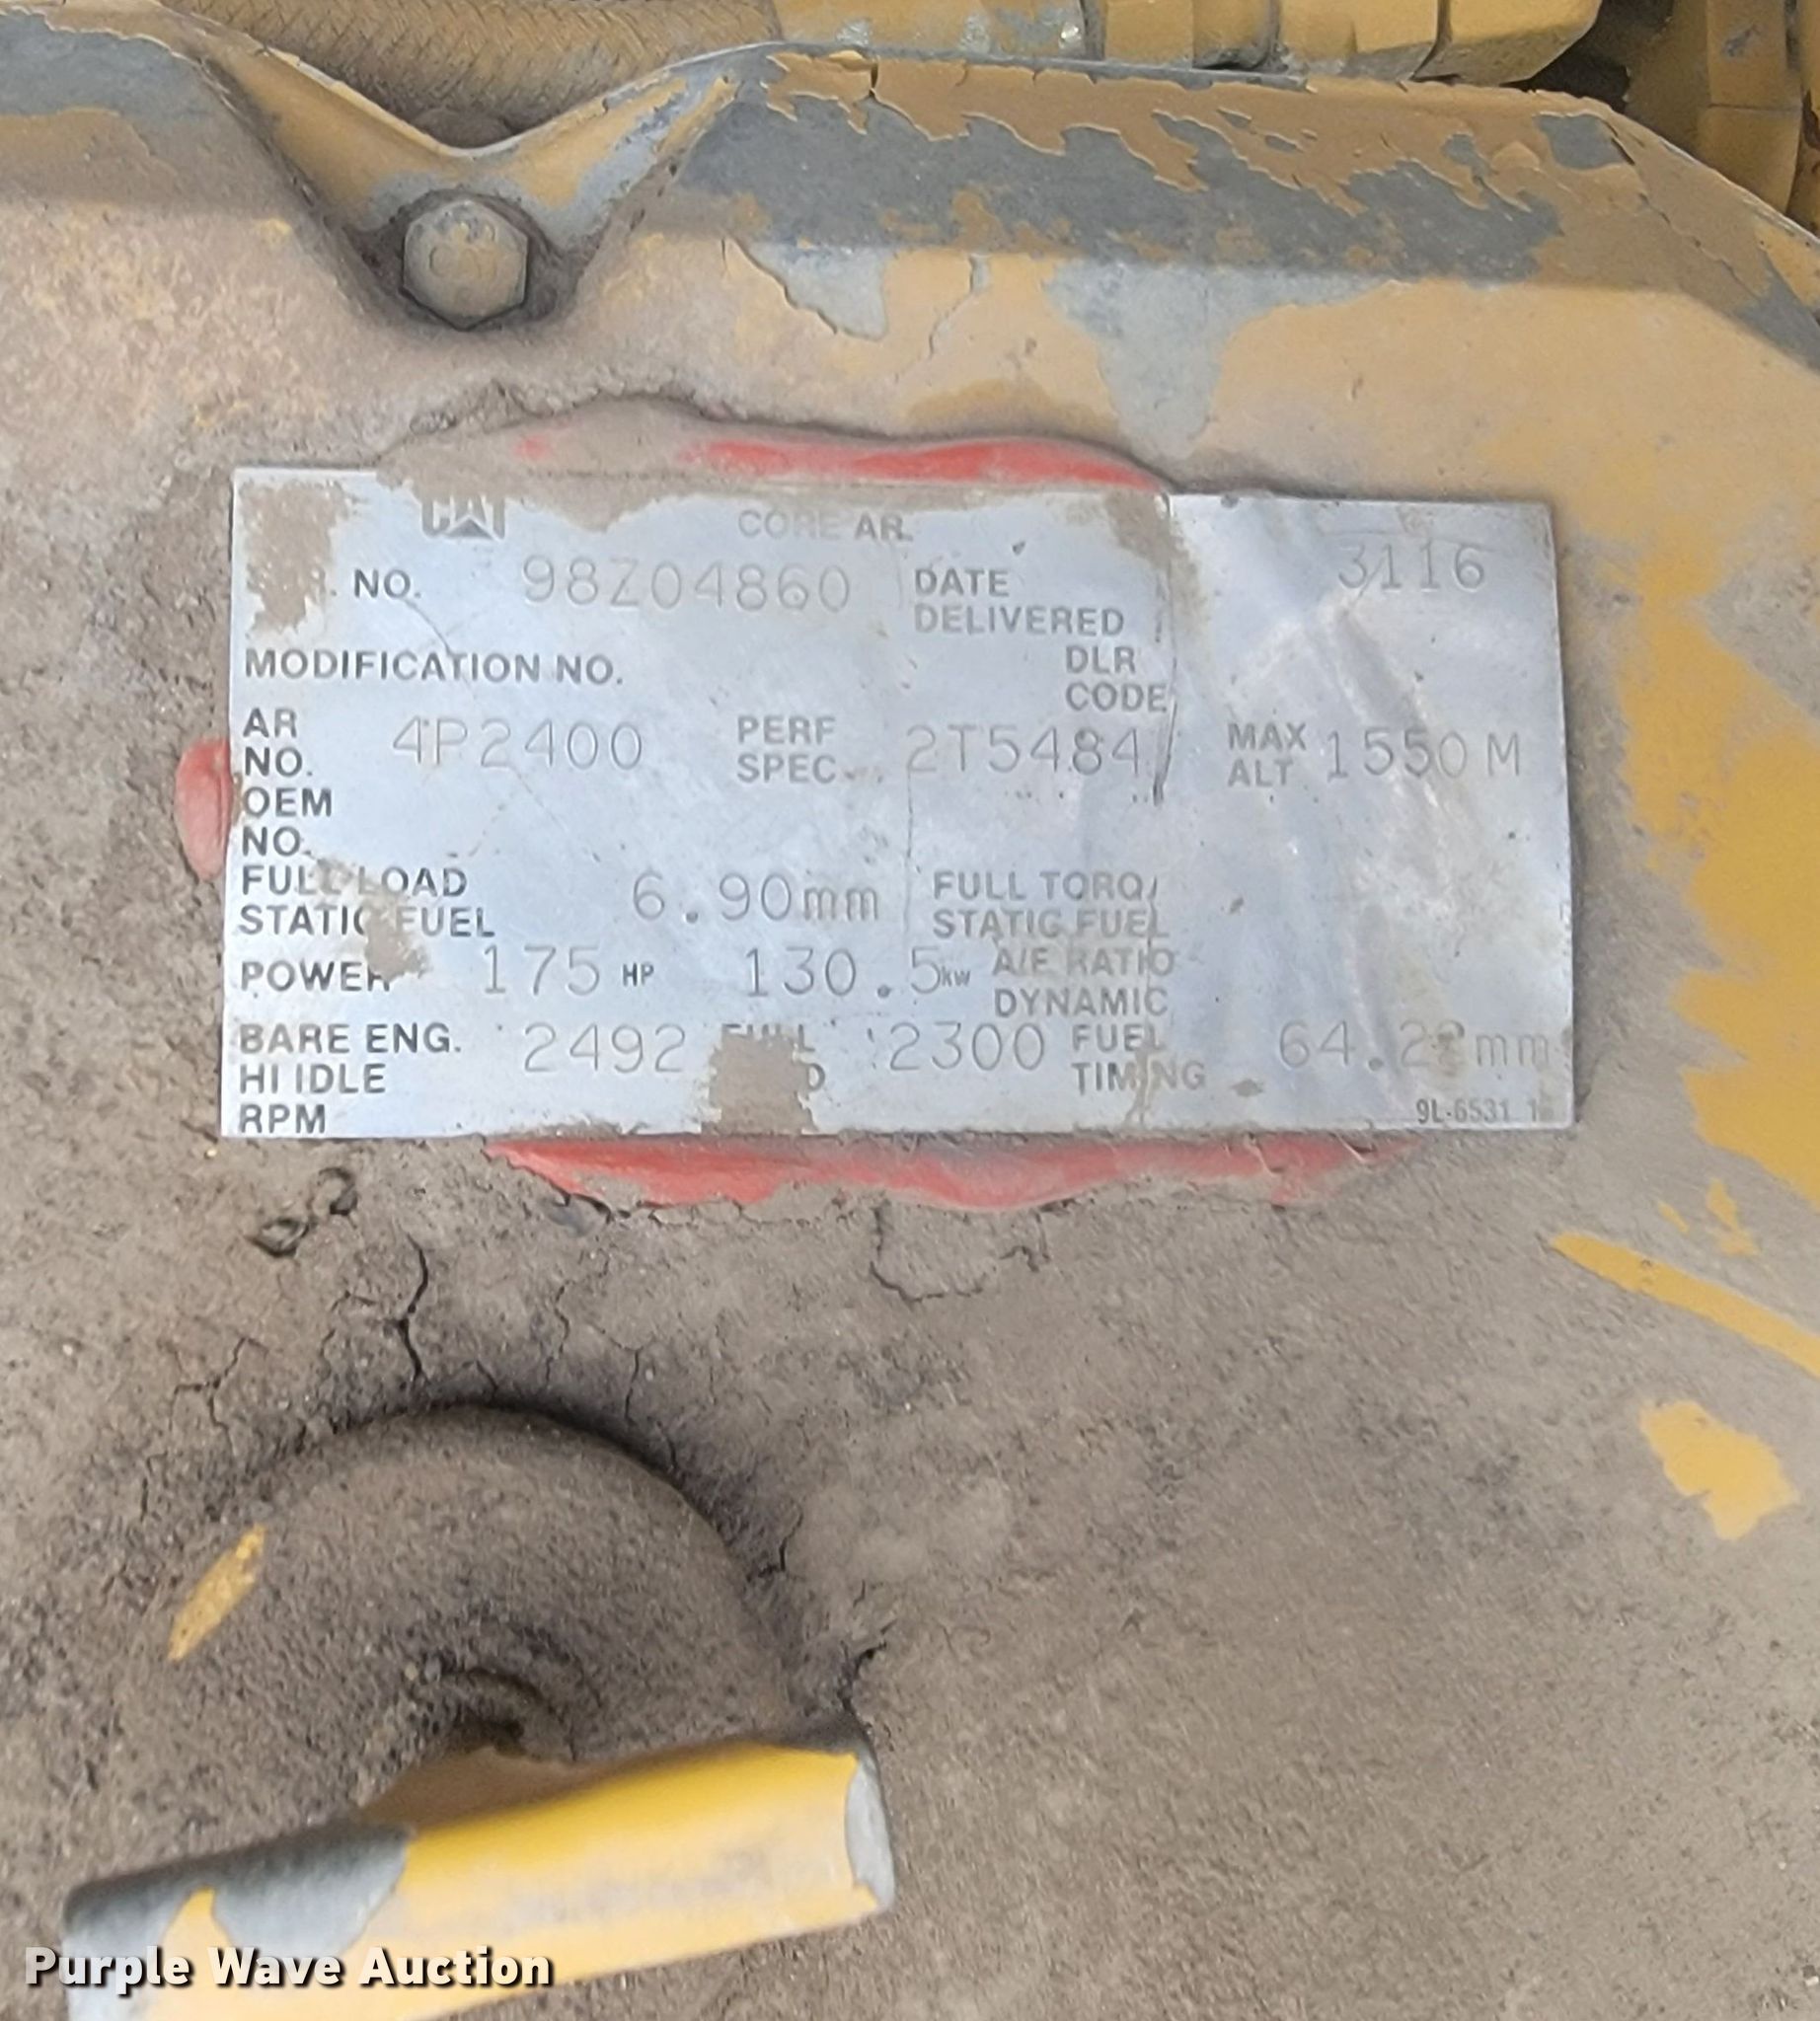 CAT CORE AR. 3116
NO. 98Z04860 DATE DELIVERED
MODIFICATION NO. DLR CODE
AR NO. 4P2400 PERF SPEC. 2T5484 MAX ALT 1550 M
OEM NO.
FULL LOAD STATIC FUEL 6.90mm FULL TORQ/ STATIC FUEL
POWER 175 HP 130.5 kw A/F RATIO DYNAMIC
BARE ENG. HI IDLE RPM 2492 FULL 2300 FUEL TIMING mm
9L-6531
Purple Wave Auction